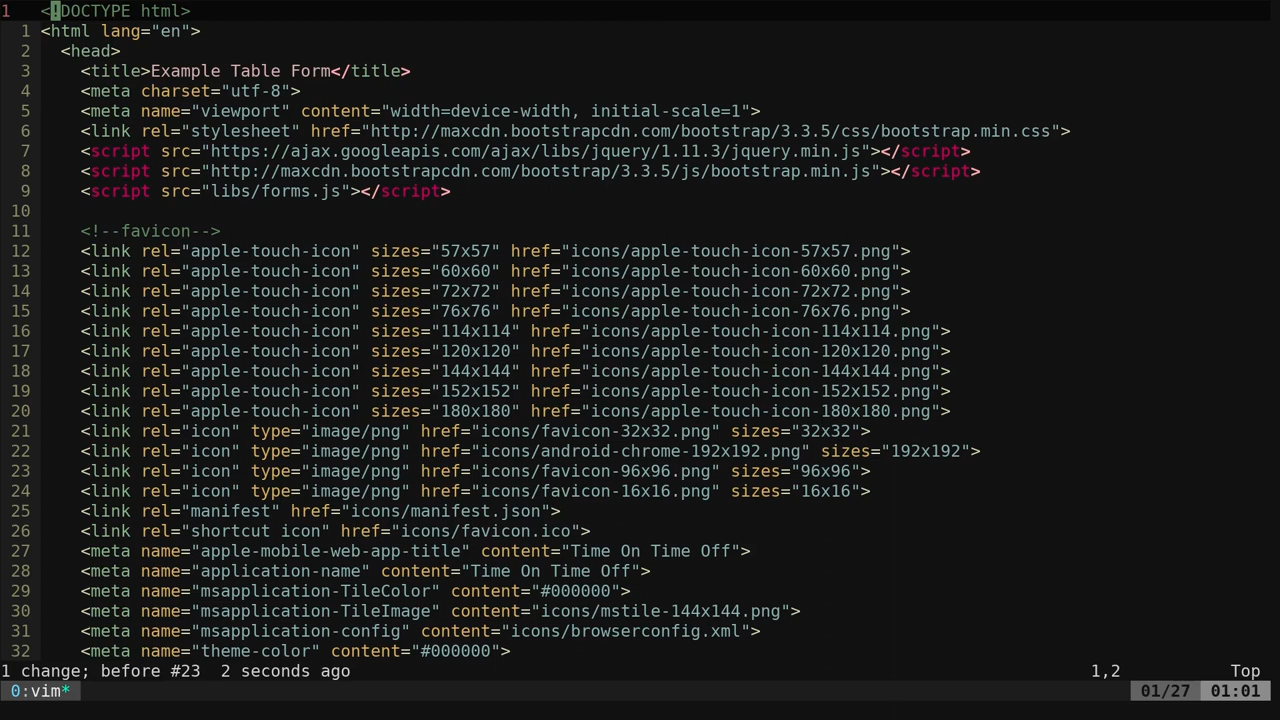 1   <!DOCTYPE html>
  1 <html lang="en">
  2   <head>
  3     <title>Example Table Form</title>
  4     <meta charset="utf-8">
  5     <meta name="viewport" content="width=device-width, initial-scale=1">
  6     <link rel="stylesheet" href="http://maxcdn.bootstrapcdn.com/bootstrap/3.3.5/css/bootstrap.min.css">
  7     <script src="https://ajax.googleapis.com/ajax/libs/jquery/1.11.3/jquery.min.js"></script>
  8     <script src="http://maxcdn.bootstrapcdn.com/bootstrap/3.3.5/js/bootstrap.min.js"></script>
  9     <script src="libs/forms.js"></script>
 10
 11     <!--favicon-->
 12     <link rel="apple-touch-icon" sizes="57x57" href="icons/apple-touch-icon-57x57.png">
 13     <link rel="apple-touch-icon" sizes="60x60" href="icons/apple-touch-icon-60x60.png">
 14     <link rel="apple-touch-icon" sizes="72x72" href="icons/apple-touch-icon-72x72.png">
 15     <link rel="apple-touch-icon" sizes="76x76" href="icons/apple-touch-icon-76x76.png">
 16     <link rel="apple-touch-icon" sizes="114x114" href="icons/apple-touch-icon-114x114.png">
 17     <link rel="apple-touch-icon" sizes="120x120" href="icons/apple-touch-icon-120x120.png">
 18     <link rel="apple-touch-icon" sizes="144x144" href="icons/apple-touch-icon-144x144.png">
 19     <link rel="apple-touch-icon" sizes="152x152" href="icons/apple-touch-icon-152x152.png">
 20     <link rel="apple-touch-icon" sizes="180x180" href="icons/apple-touch-icon-180x180.png">
 21     <link rel="icon" type="image/png" href="icons/favicon-32x32.png" sizes="32x32">
 22     <link rel="icon" type="image/png" href="icons/android-chrome-192x192.png" sizes="192x192">
 23     <link rel="icon" type="image/png" href="icons/favicon-96x96.png" sizes="96x96">
 24     <link rel="icon" type="image/png" href="icons/favicon-16x16.png" sizes="16x16">
 25     <link rel="manifest" href="icons/manifest.json">
 26     <link rel="shortcut icon" href="icons/favicon.ico">
 27     <meta name="apple-mobile-web-app-title" content="Time On Time Off">
 28     <meta name="application-name" content="Time On Time Off">
 29     <meta name="msapplication-TileColor" content="#000000">
 30     <meta name="msapplication-TileImage" content="icons/mstile-144x144.png">
 31     <meta name="msapplication-config" content="icons/browserconfig.xml">
 32     <meta name="theme-color" content="#000000">
1 change; before #23  2 seconds ago 1,2 Top
0:vim* 01/27 01:01